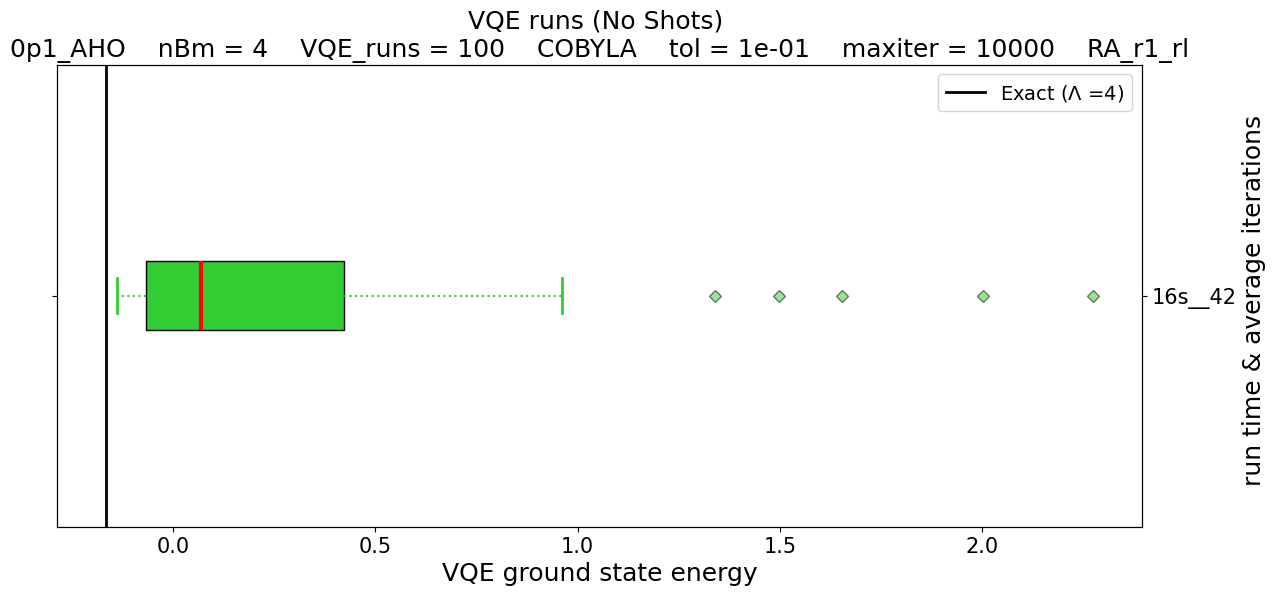 VQE runs (No Shots)
0p1_AHO nBm = 4 VQE_runs = 100 COBYLA tol = 1e-01 maxiter = 10000 RA_r1_rl
Exact (Λ =4)
16s__42
run time & average iterations
0.0 0.5 1.0 1.5 2.0
VQE ground state energy